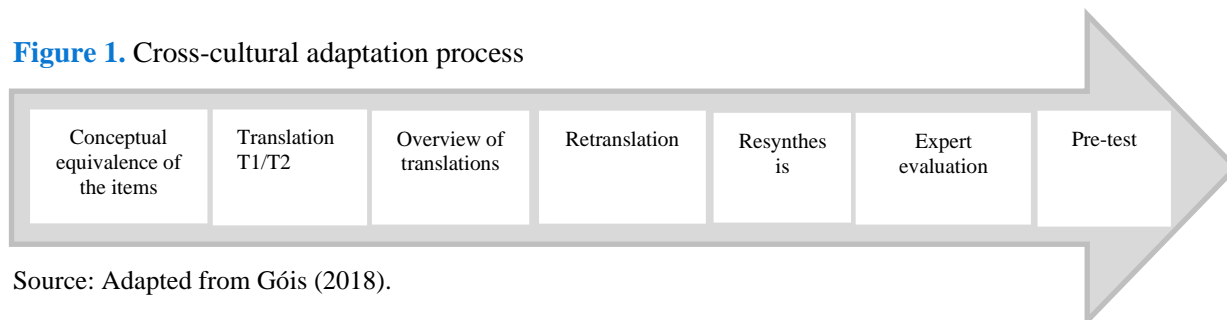 Figure 1. Cross-cultural adaptation process
Conceptual
equivalence of
the items
Translation
T1/T2
Overview of
translations
Retranslation
Resynthes
is
Expert
evaluation
Pre-test
Source: Adapted from Góis (2018).